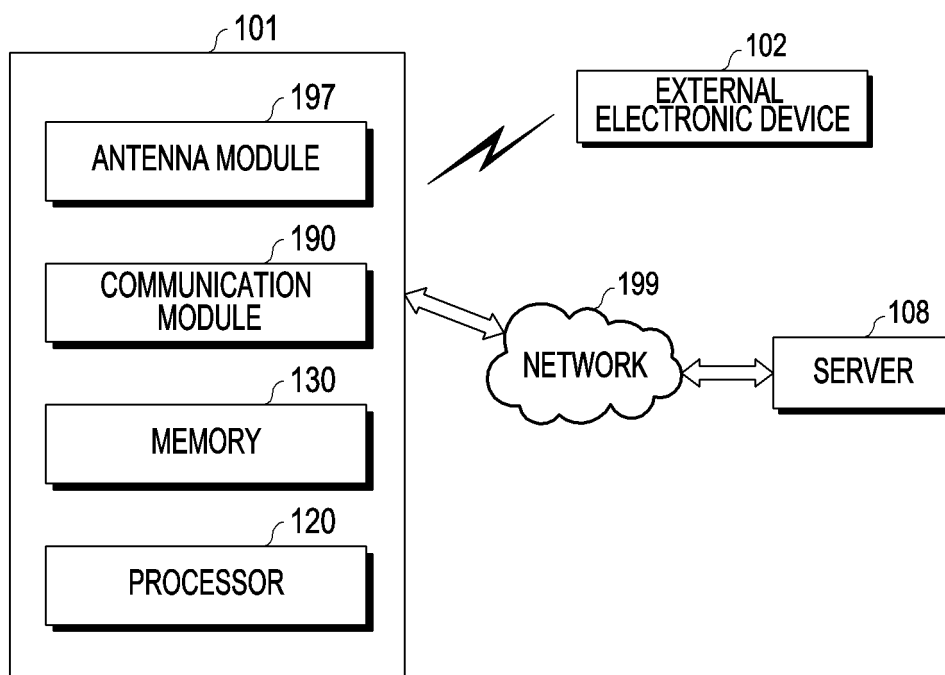 101
197
ANTENNA MODULE
190
COMMUNICATION
MODULE
130
MEMORY
120
PROCESSOR
102
EXTERNAL
ELECTRONIC DEVICE
199
NETWORK
108
SERVER